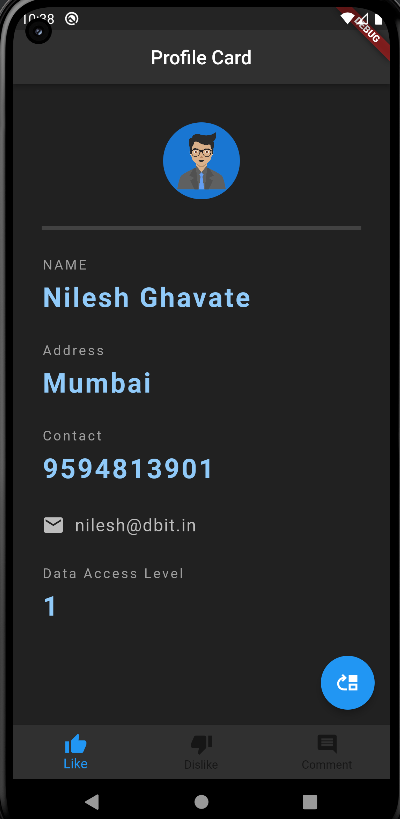 10:38
DEBUG
Profile Card
NAME
Nilesh Ghavate
Address
Mumbai
Contact
9594813901
nilesh@dbit.in
Data Access Level
1
Like
Dislike
Comment